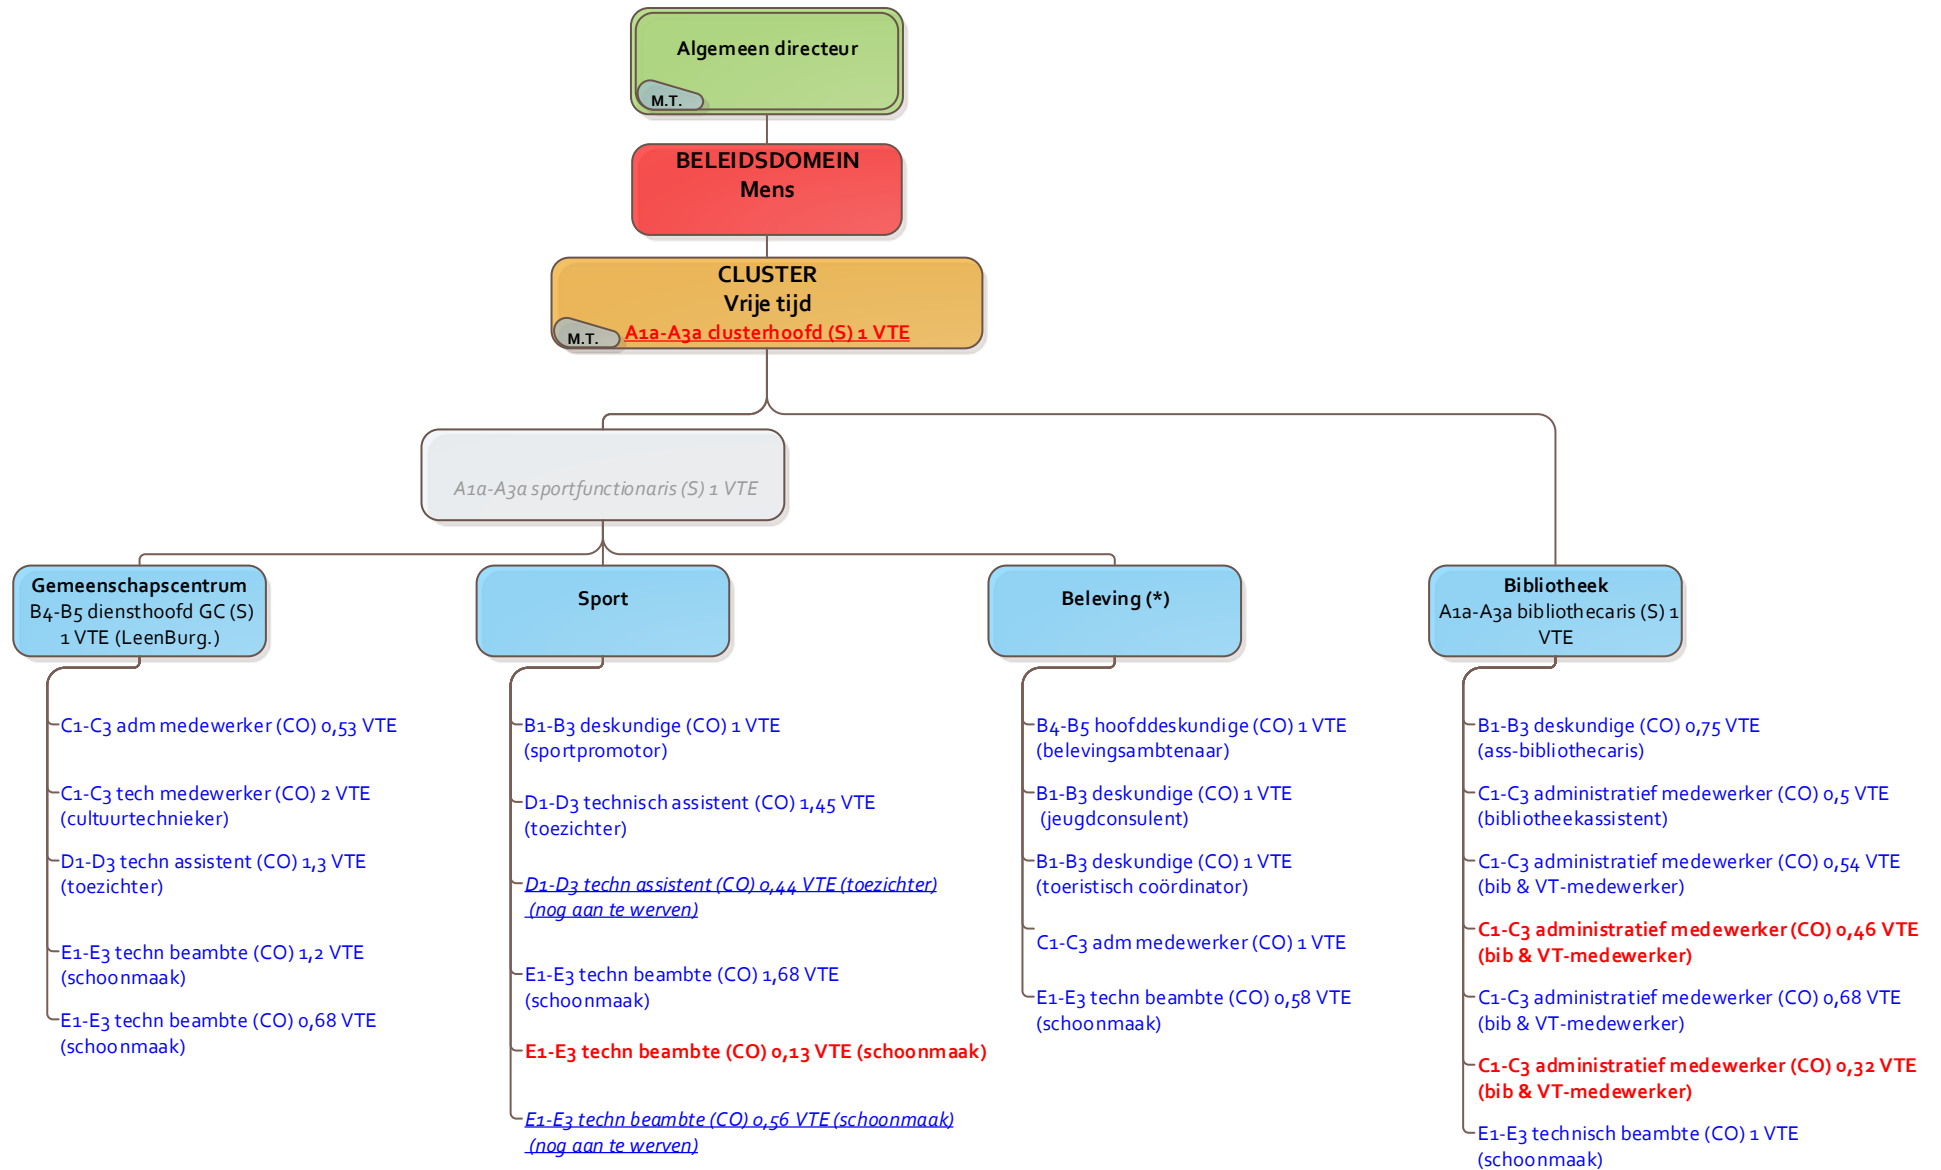 Algemeen directeur
M.T.
BELEIDSDOMEIN
Mens
CLUSTER
Vrije tijd
A1a-A3a clusterhoofd (S) 1 VTE
M.T.
A1a-A3a sportfunctionaris (S) 1 VTE
Gemeenschapscentrum
B4-B5 diensthoofd GC (S)
1 VTE (LeenBurg.)
C1-C3 adm medewerker (CO) 0,53 VTE
C1-C3 tech medewerker (CO) 2 VTE
(cultuurtechnieker)
D1-D3 techn assistent (CO) 1,3 VTE
(toezichter)
E1-E3 techn beambte (CO) 1,2 VTE
(schoonmaak)
E1-E3 techn beambte (CO) 0,68 VTE
(schoonmaak)
Sport
B1-B3 deskundige (CO) 1 VTE
(sportpromotor)
D1-D3 technisch assistent (CO) 1,45 VTE
(toezichter)
D1-D3 techn assistent (CO) 0,44 VTE (toezichter)
(nog aan te werven)
E1-E3 techn beambte (CO) 1,68 VTE
(schoonmaak)
E1-E3 techn beambte (CO) 0,13 VTE (schoonmaak)
E1-E3 techn beambte (CO) 0,56 VTE (schoonmaak)
(nog aan te werven)
Beleving (*)
B4-B5 hoofddeskundige (CO) 1 VTE
(belevingsambtenaar)
B1-B3 deskundige (CO) 1 VTE
(jeugdconsulent)
B1-B3 deskundige (CO) 1 VTE
(toeristisch coördinator)
C1-C3 adm medewerker (CO) 1 VTE
E1-E3 techn beambte (CO) 0,58 VTE
(schoonmaak)
Bibliotheek
A1a-A3a bibliothecaris (S) 1
VTE
B1-B3 deskundige (CO) 0,75 VTE
(ass-bibliothecaris)
C1-C3 administratief medewerker (CO) 0,5 VTE
(bibliotheekassistent)
C1-C3 administratief medewerker (CO) 0,54 VTE
(bib & VT-medewerker)
C1-C3 administratief medewerker (CO) 0,46 VTE
(bib & VT-medewerker)
C1-C3 administratief medewerker (CO) 0,68 VTE
(bib & VT-medewerker)
C1-C3 administratief medewerker (CO) 0,32 VTE
(bib & VT-medewerker)
E1-E3 technisch beambte (CO) 1 VTE
(schoonmaak)